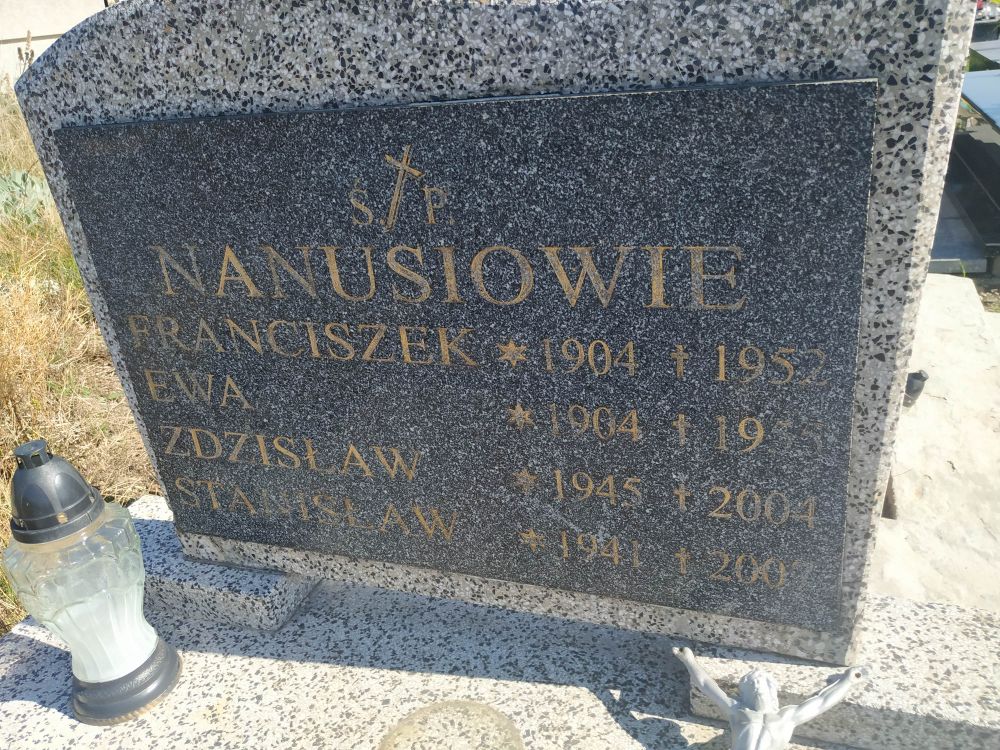 Ś. P.
NANUSIOWIE
FRANCISZEK * 1904 † 1952
EWA * 1904 †
ZDZISŁAW * 1945 † 2004
STANISŁAW * 1941 †